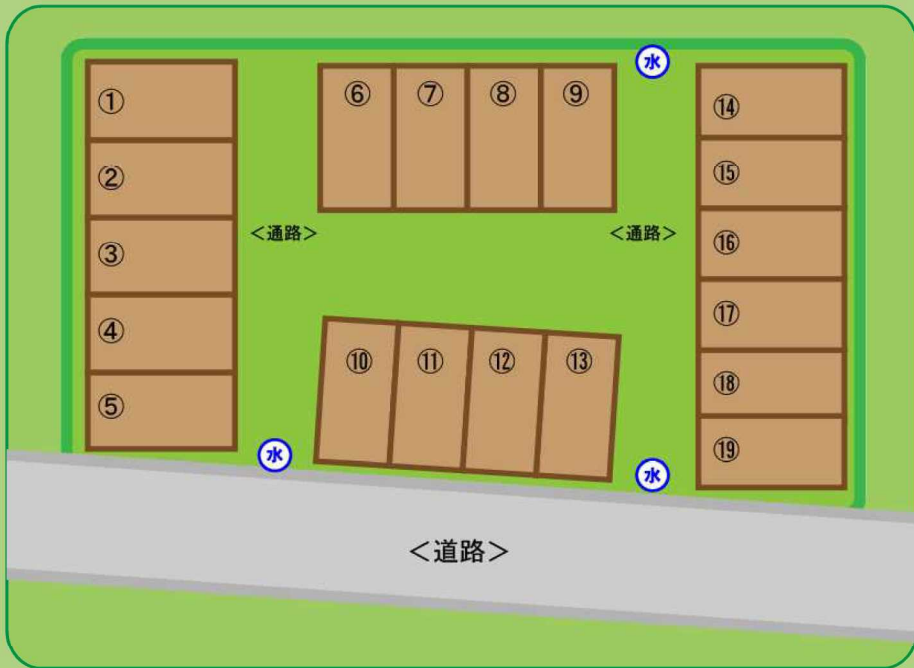 ①
②
③
④
⑤
⑥ ⑦ ⑧ ⑨
水
<通路>
<通路>
⑩ ⑪ ⑫ ⑬
水
水
⑭
⑮
⑯
⑰
⑱
⑲
<道路>